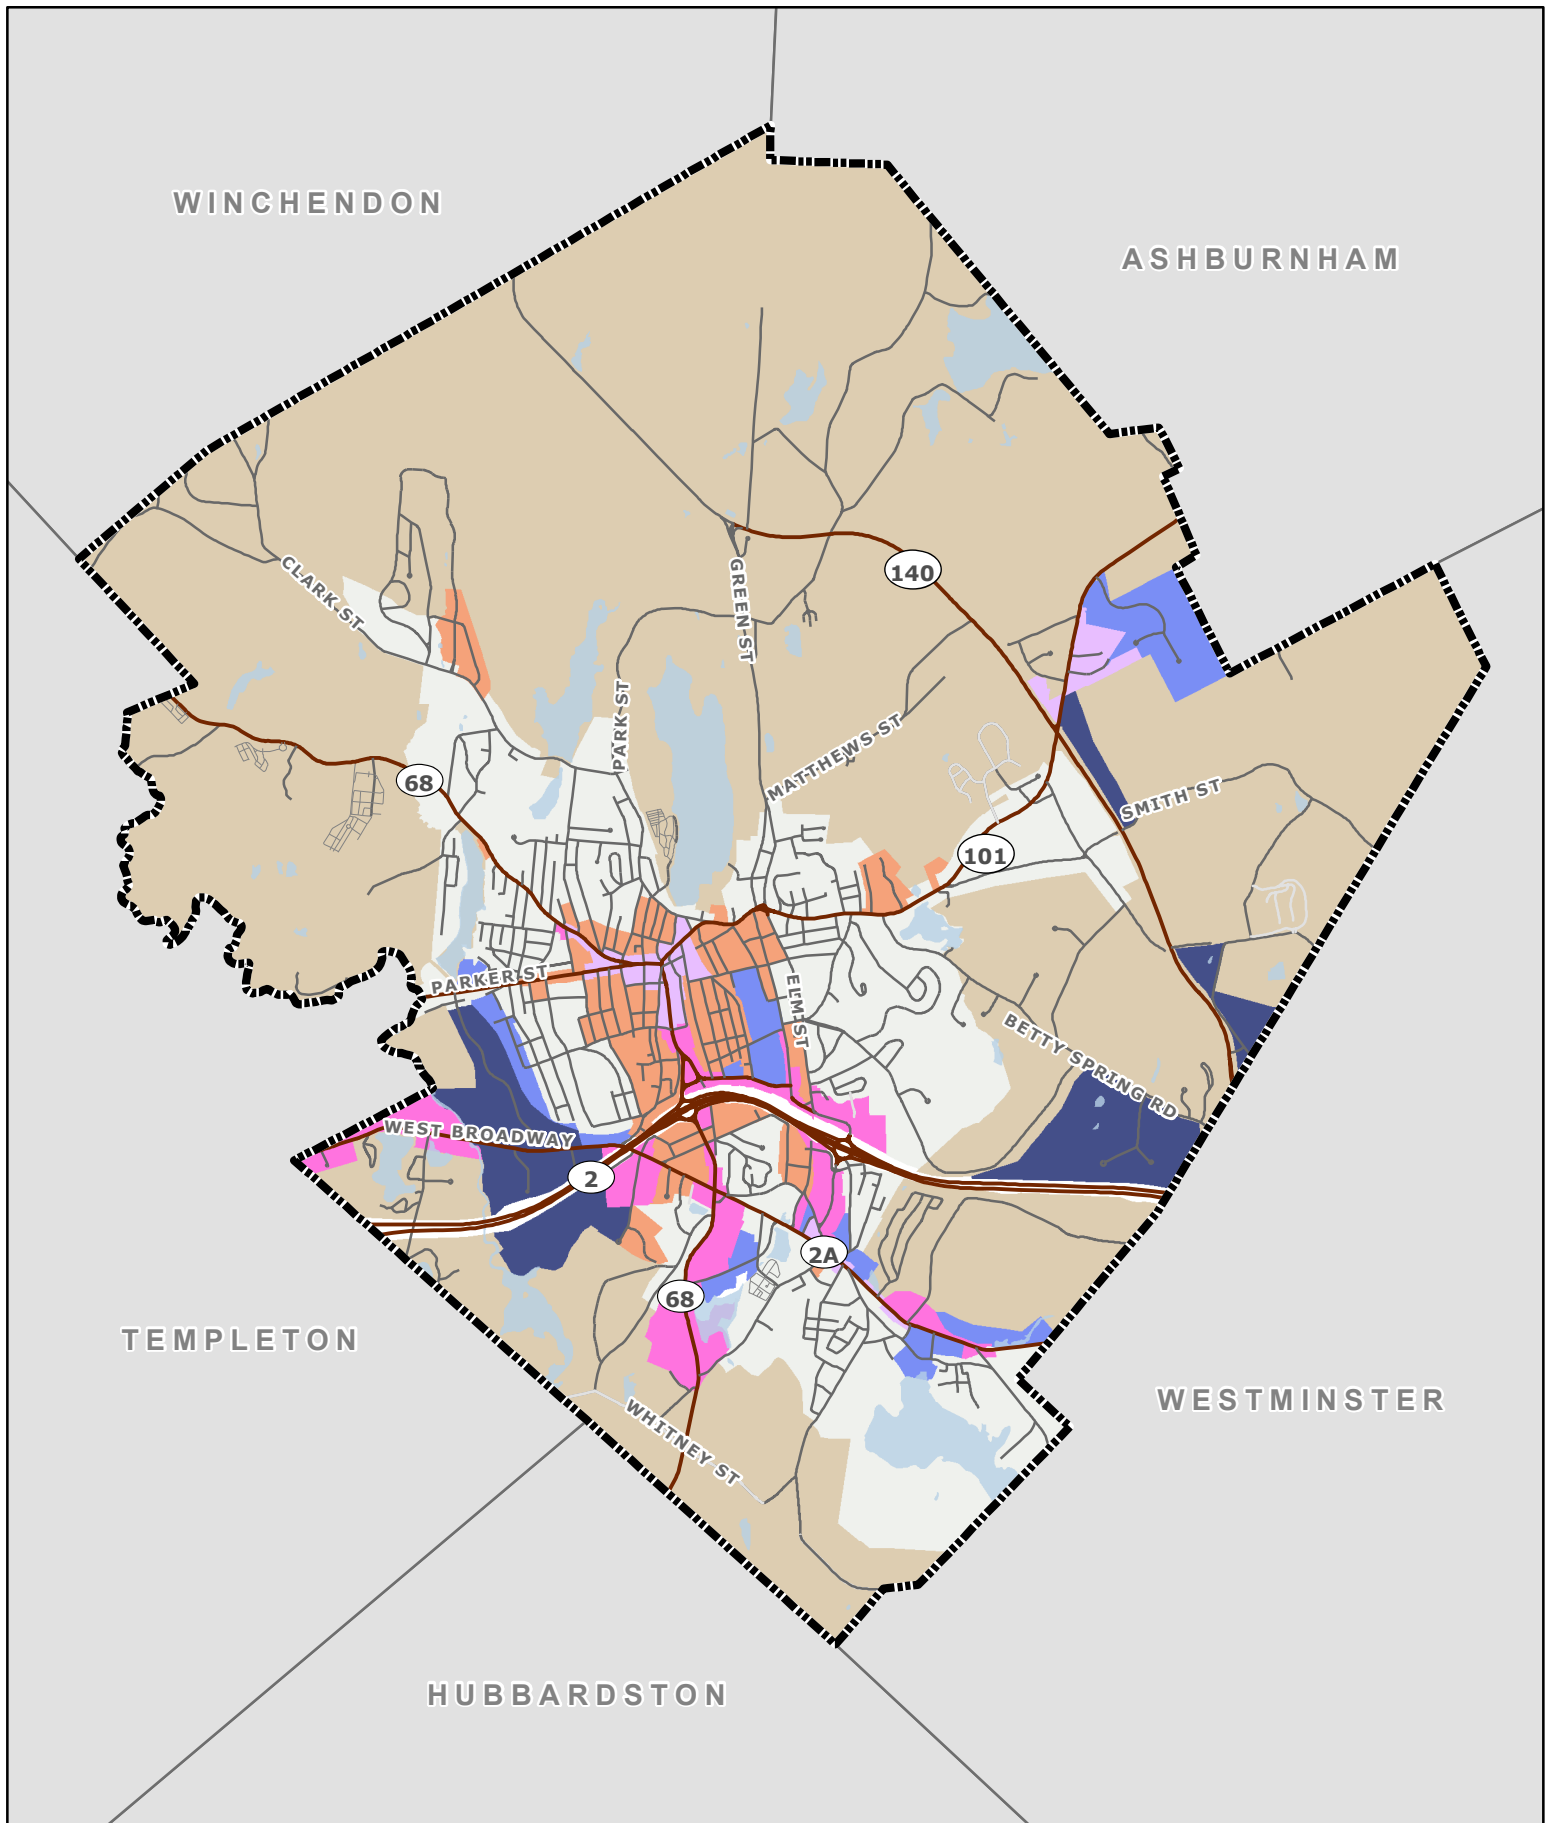 WINCHENDON
ASHBURNHAM
140
CLARK ST
GREEN ST
PARK ST
MATTHEWS ST
68
SMITH ST
101
PARKER ST
ELM ST
BETTY SPRING RD
WEST BROADWAY
2
2A
68
TEMPLETON
WESTMINSTER
WHITNEY ST
HUBBARDSTON